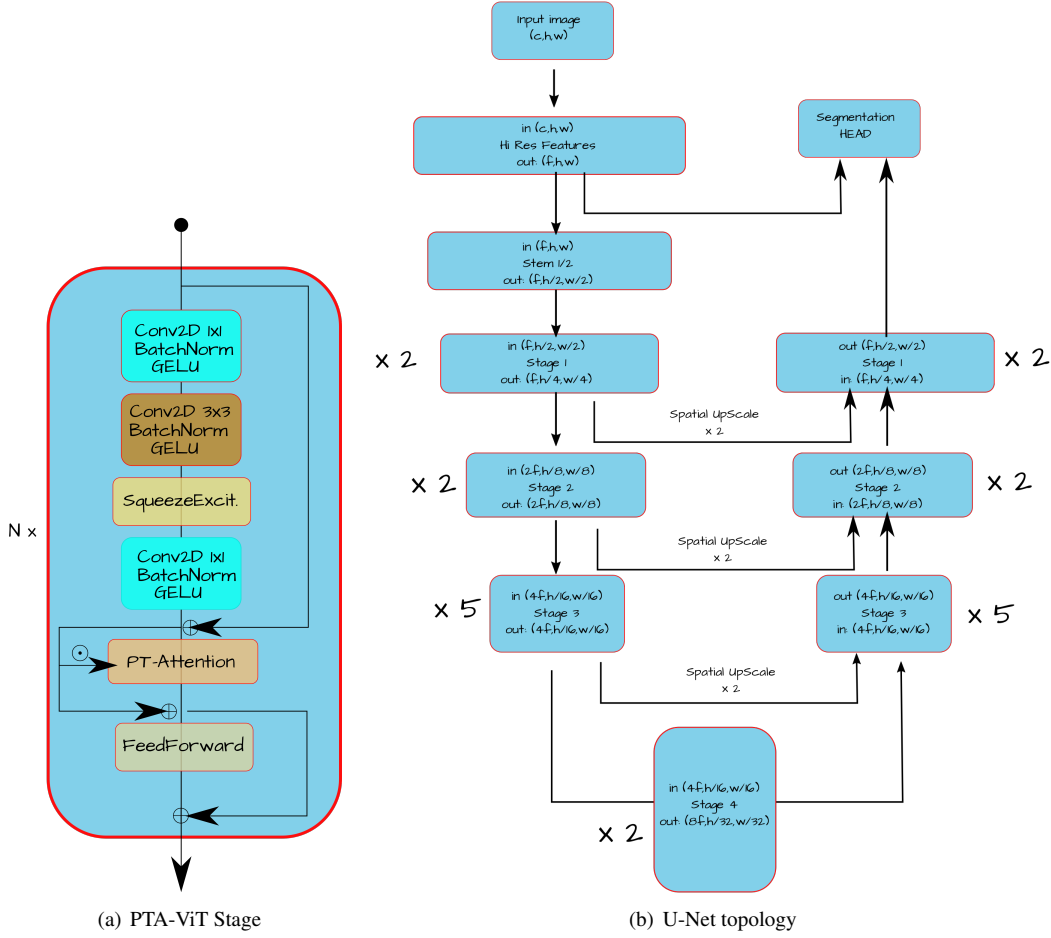 N x
Conv2D 1x1
BatchNorm
GELU
Conv2D 3x3
BatchNorm
GELU
SqueezeExcit.
Conv2D 1x1
BatchNorm
GELU
PT-Attention
FeedForward
(a) PTA-ViT Stage
Input image
(c,h,w)
in (c,h,w)
Hi Res Features
out: (f,h,w)
Segmentation
HEAD
in (f,h,w)
Stem 1/2
out: (f,h/2,w/2)
x 2
in (f,h/2,w/2)
Stage 1
out: (f,h/4,w/4)
out (f,h/2,w/2)
Stage 1
in: (f,h/4,w/4)
x 2
Spatial UpScale
x 2
x 2
in (2f,h/8,w/8)
Stage 2
out: (2f,h/8,w/8)
out (2f,h/8,w/8)
Stage 2
in: (2f,h/8,w/8)
x 2
Spatial UpScale
x 2
x 5
in (4f,h/16,w/16)
Stage 3
out: (4f,h/16,w/16)
out (4f,h/16,w/16)
Stage 3
in: (4f,h/16,w/16)
x 5
Spatial UpScale
x 2
x 2
in (4f,h/16,w/16)
Stage 4
out: (8f,h/32,w/32)
(b) U-Net topology